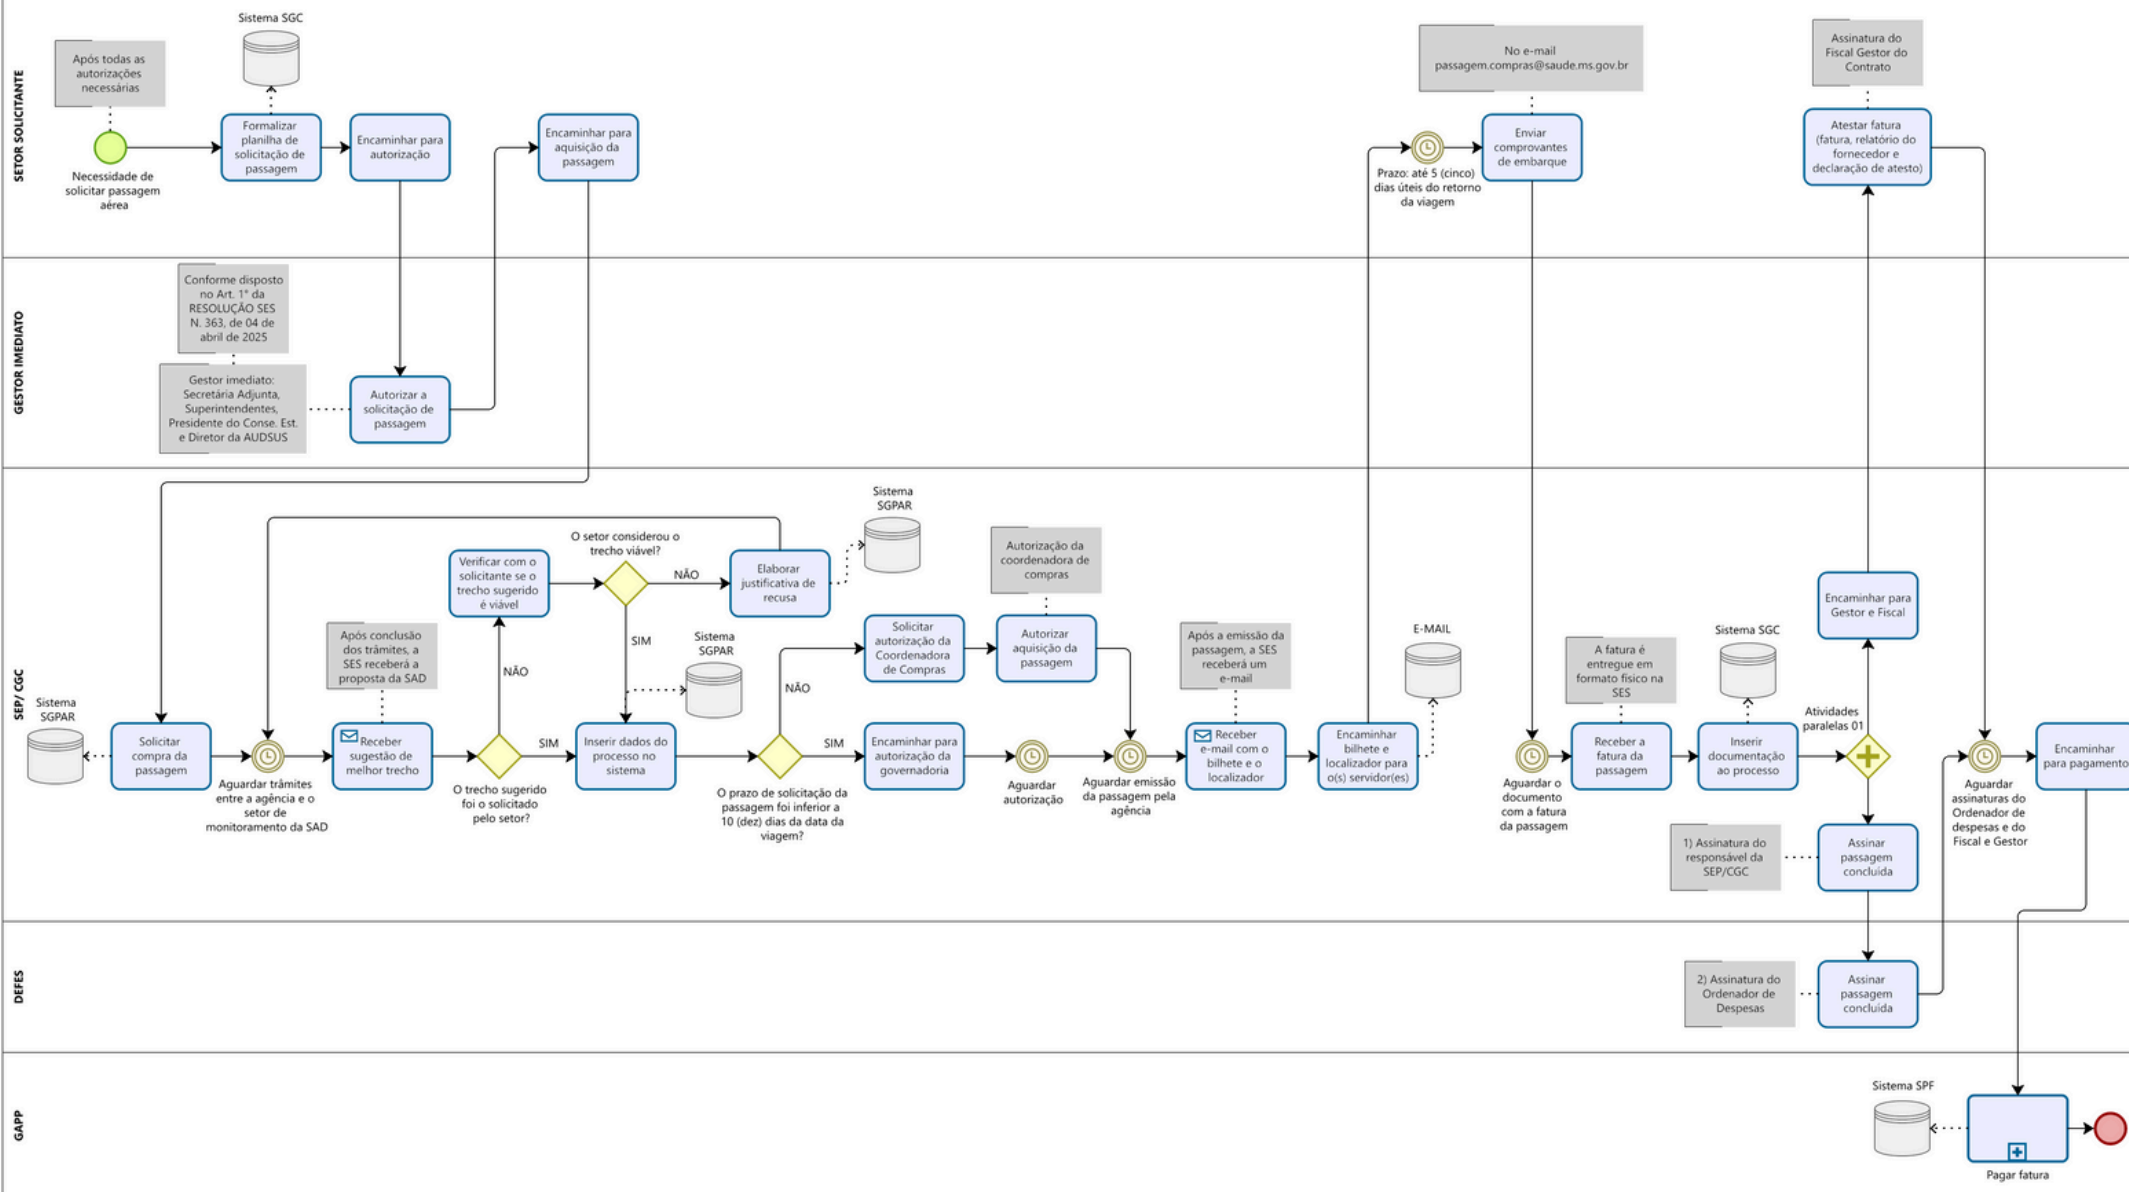 SETOR SOLICITANTE
Após todas as
autorizações
necessárias
Necessidade de
solicitar passagem
aérea
Sistema SGC
Formalizar
planilha de
solicitação de
passagem
Encaminhar para
autorização
Encaminhar para
aquisição da
passagem
Prazo: até 5 (cinco)
dias úteis do retorno
da viagem
No e-mail
passagem.compras@saude.ms.gov.br
Enviar
comprovantes
de embarque
Assinatura do
Fiscal Gestor do
Contrato
Atestar fatura
(fatura, relatório do
fornecedor e
declaração de atesto)
GESTOR IMEDIATO
Conforme disposto
no Art. 1° da
RESOLUÇÃO SES
N. 363, de 04 de
abril de 2025
Gestor imediato:
Secretária Adjunta,
Superintendentes,
Presidente do Conse. Est.
e Diretor da AUDSUS
Autorizar a
solicitação de
passagem
SEP/ CGC
Sistema
SGPAR
Solicitar
compra da
passagem
Aguardar trâmites
entre a agência e o
setor de
monitoramento da SAD
Após conclusão
dos trâmites, a
SES receberá a
proposta da SAD
Receber
sugestão de
melhor trecho
O trecho sugerido
foi o solicitado
pelo setor?
NÃO
SIM
Verificar com o
solicitante se o
trecho sugerido
é viável
O setor considerou o
trecho viável?
NÃO
SIM
Elaborar
justificativa de
recusa
Sistema
SGPAR
Sistema
SGPAR
Inserir dados do
processo no
sistema
O prazo de solicitação da
passagem foi inferior a
10 (dez) dias da data da
viagem?
NÃO
SIM
Solicitar
autorização da
Coordenadora
de Compras
Autorização da
coordenadora de
compras
Autorizar
aquisição da
passagem
Encaminhar para
autorização da
governadoria
Aguardar
autorização
Aguardar emissão
da passagem pela
agência
Após a emissão da
passagem, a SES
receberá um
e-mail
Receber
e-mail com o
bilhete e o
localizador
Encaminhar
bilhete e
localizador para
o(s) servidor(es)
E-MAIL
Aguardar o
documento
com a fatura
da passagem
A fatura é
entregue em
formato físico na
SES
Receber a
fatura da
passagem
Sistema SGC
Inserir
documentação
ao processo
Atividades
paralelas 01
Encaminhar para
Gestor e Fiscal
1) Assinatura do
responsável da
SEP/CGC
Assinar
passagem
concluída
Aguardar
assinaturas do
Ordenador de
despesas e do
Fiscal e Gestor
Encaminhar
para pagamento
DEFES
2) Assinatura do
Ordenador de
Despesas
Assinar
passagem
concluída
GAPP
Sistema SPF
Pagar fatura